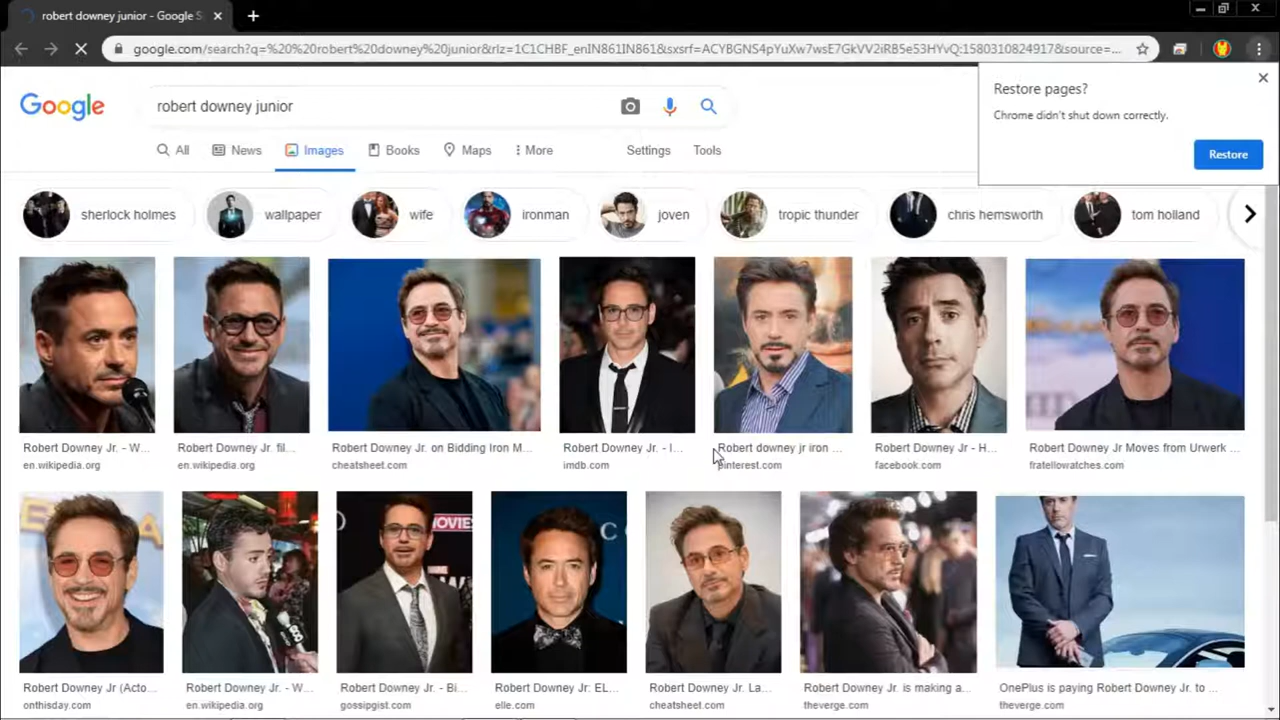 robert downey junior - Google S
google.com/search?q=%20%20robert%20downey%20junior&rlz=1C1CHBF_enIN861IN861&sxsrf=ACYBGNS4pYuXw7wsE7GkVV2iRB5e53HYvQ:1580310824917&source=...
Restore pages?
Chrome didn't shut down correctly.
Restore
Google
robert downey junior
All News Images Books Maps More Settings Tools
sherlock holmes wallpaper wife ironman joven tropic thunder chris hemsworth tom holland
Robert Downey Jr. - W... Robert Downey Jr. fil... Robert Downey Jr. on Bidding Iron M... Robert Downey Jr. - I... Robert downey jr iron ... Robert Downey Jr - H... Robert Downey Jr Moves from Urwerk ...
en.wikipedia.org en.wikipedia.org cheatsheet.com imdb.com pinterest.com facebook.com fratellowatches.com
Robert Downey Jr (Acto... Robert Downey Jr. - W... Robert Downey Jr. - Bi... Robert Downey Jr: EL... Robert Downey Jr. La... Robert Downey Jr. is making a... OnePlus is paying Robert Downey Jr. to ...
onthisday.com en.wikipedia.org gossipgist.com elle.com cheatsheet.com theverge.com theverge.com